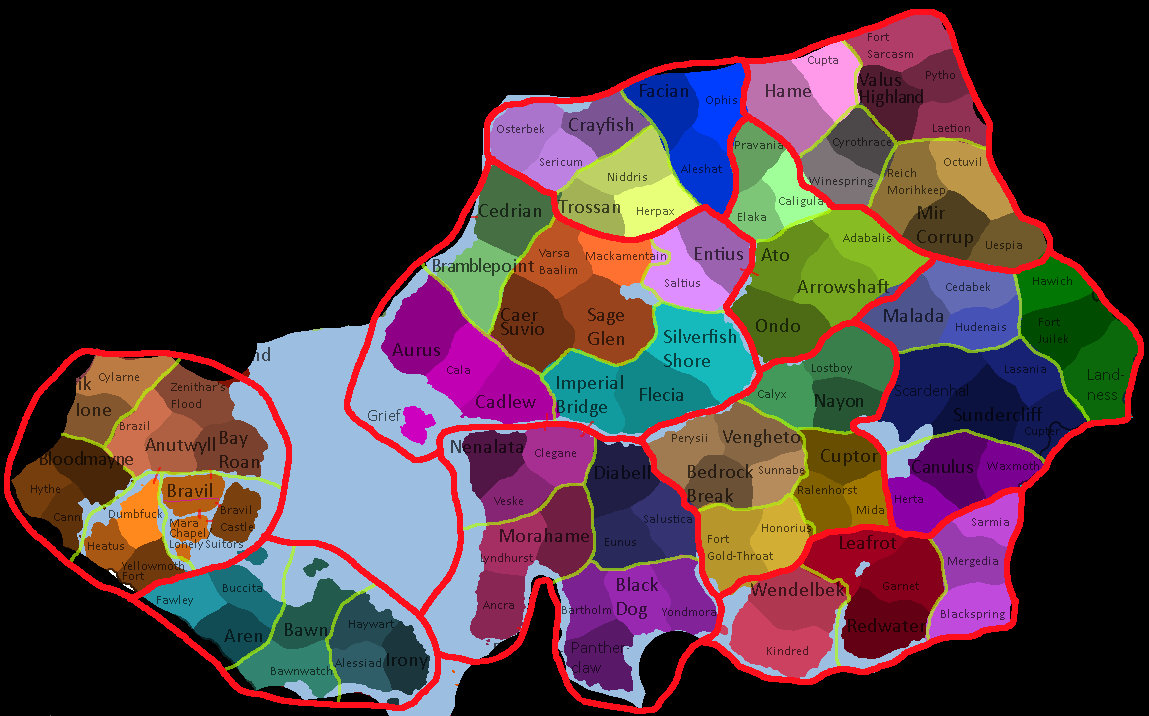 Fort
Sarcasm
Cupta
Hame
Valus
Highland
Pytho
Laetion
Facian
Ophis
Osterbek
Crayfish
Sericum
Aleshat
Niddris
Trossan
Herpax
Pravania
Cyrothrace
Winespring
Caligula
Elaka
Reich
Morihkeep
Octuvil
Mir
Corrup
Uespia
Cedrian
Bramblepoint
Varsa
Baalim
Mackamentain
Entius
Saltius
Ato
Adabalis
Arrowshaft
Ondo
Caer
Suvio
Sage
Glen
Silverfish
Shore
Imperial
Bridge
Flecia
Malada
Cedabek
Hudenais
Hawich
Fort
Jullek
Land-
ness
Aurus
Cala
Cadlew
Grief
Lostboy
Calyx
Nayon
Scardenhal
Lasania
Sundercliff
Cupter
nd
Cylarne
ik
lone
Zenithar's
Flood
Brazil
Anutwyll
Bay
Roan
Bloodmayne
Hythe
Cann
Dumbfuck
Heatus
Yellowmoth
Fort
Bravil
Bravil
Castle
Mara
Chapel
Lonely Suitors
Nenalata
Clegane
Veske
Diabell
Salustica
Eunus
Perysii
Vengheto
Bedrock
Break
Sunnabe
Cuptor
Ralenhorst
Mida
Canulus
Waxmoth
Herta
Morahame
Lyndhurst
Ancra
Fort
Gold-Throat
Honorius
Leafrot
Sarmia
Mergedia
Garnet
Blackspring
Redwater
Wendelbek
Kindred
Black
Dog
Bartholm
Yondmora
Panther
claw
Fawley
Buccita
Aren
Bawn
Bawnwatch
Haywart
Alessiad
Irony